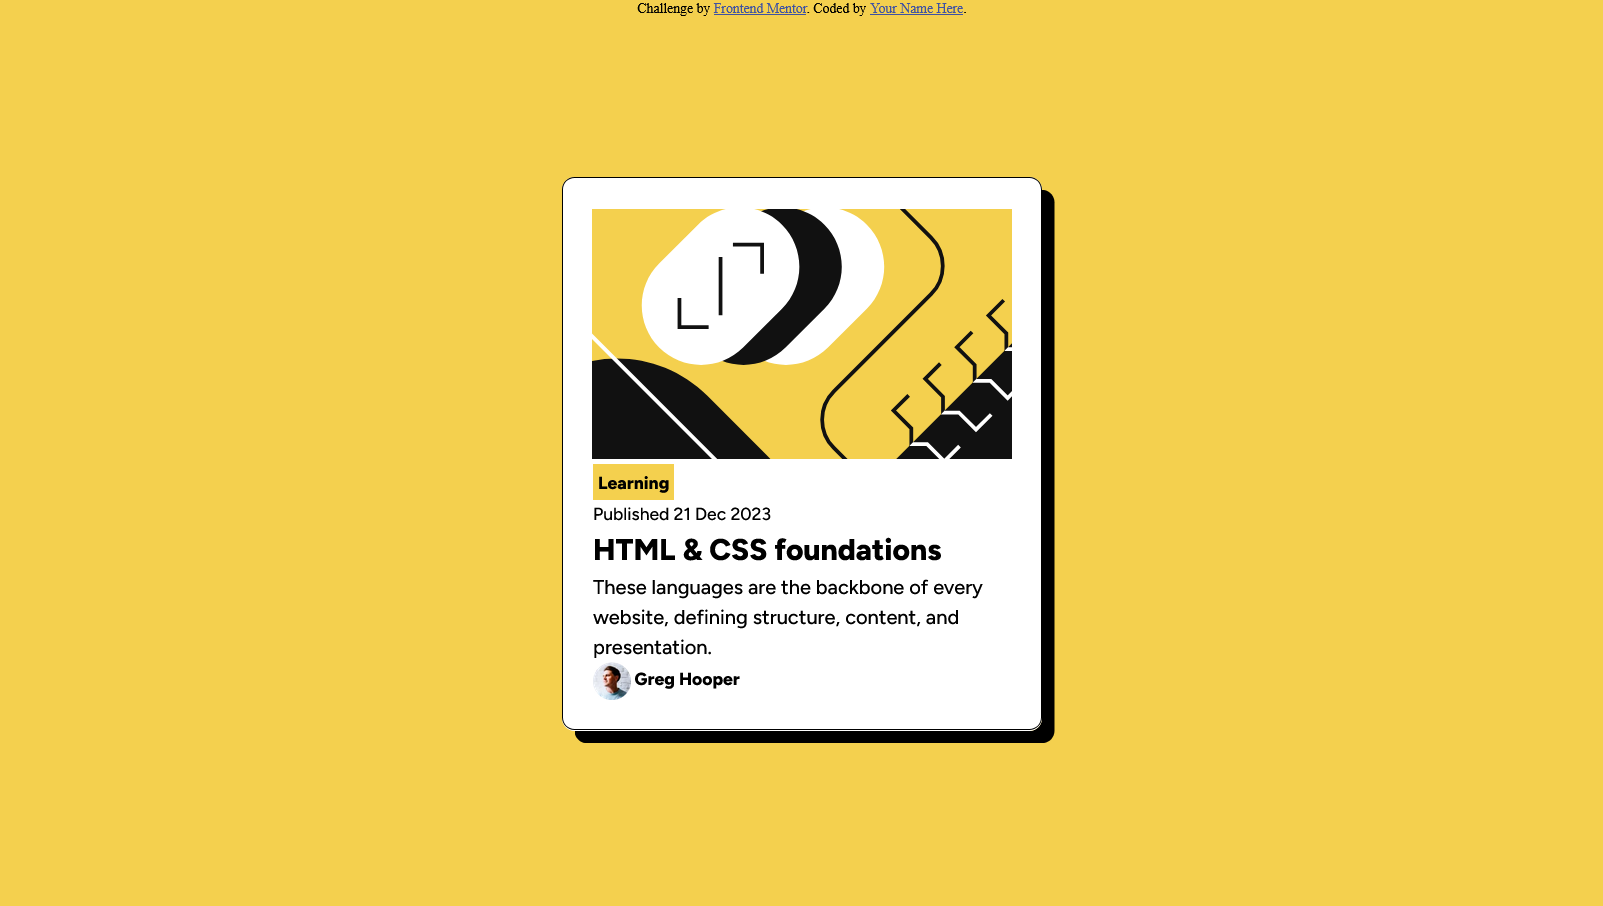 Challenge by Frontend Mentor. Coded by Your Name Here.
Learning
Published 21 Dec 2023
HTML & CSS foundations
These languages are the backbone of every
website, defining structure, content, and
presentation.
Greg Hooper